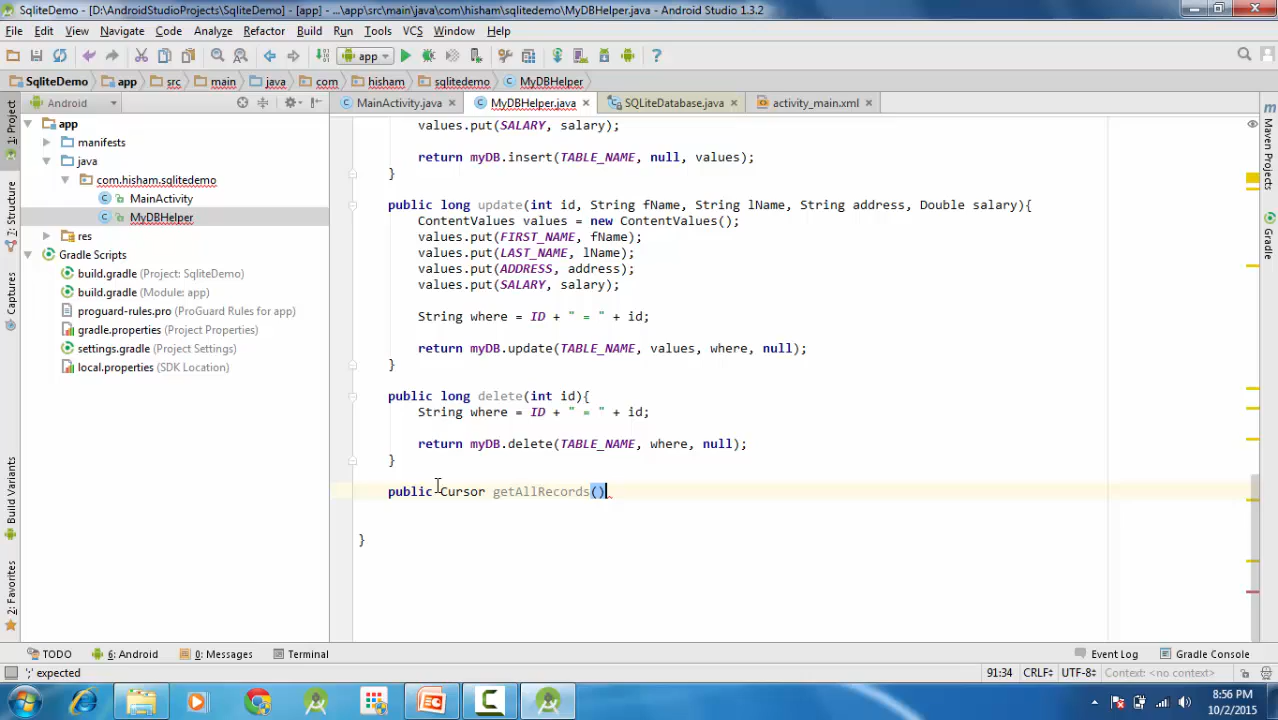 SqliteDemo - [D:\AndroidStudioProjects\SqliteDemo] - [app] - ...\app\src\main\java\com\hisham\sqlitedemo\MyDBHelper.java - Android Studio 1.3.2
File Edit View Navigate Code Analyze Refactor Build Run Tools VCS Window Help
app
SqliteDemo app src main java com hisham sqlitedemo MyDBHelper
Android
MainActivity.java MyDBHelper.java SQLiteDatabase.java activity_main.xml
1: Project
7: Structure
Captures
Build Variants
2: Favorites
app
manifests
java
com.hisham.sqlitedemo
MainActivity
MyDBHelper
res
Gradle Scripts
build.gradle (Project: SqliteDemo)
build.gradle (Module: app)
proguard-rules.pro (ProGuard Rules for app)
gradle.properties (Project Properties)
settings.gradle (Project Settings)
local.properties (SDK Location)
values.put(SALARY, salary);
return myDB.insert(TABLE_NAME, null, values);
}
public long update(int id, String fName, String lName, String address, Double salary){
ContentValues values = new ContentValues();
values.put(FIRST_NAME, fName);
values.put(LAST_NAME, lName);
values.put(ADDRESS, address);
values.put(SALARY, salary);
String where = ID + " = " + id;
return myDB.update(TABLE_NAME, values, where, null);
}
public long delete(int id){
String where = ID + " = " + id;
return myDB.delete(TABLE_NAME, where, null);
}
public Cursor getAllRecords()
}
Maven Projects
Gradle
TODO 6: Android 0: Messages Terminal Event Log Gradle Console
';' expected 91:34 CRLF UTF-8 Context: <no context>
8:56 PM
10/2/2015